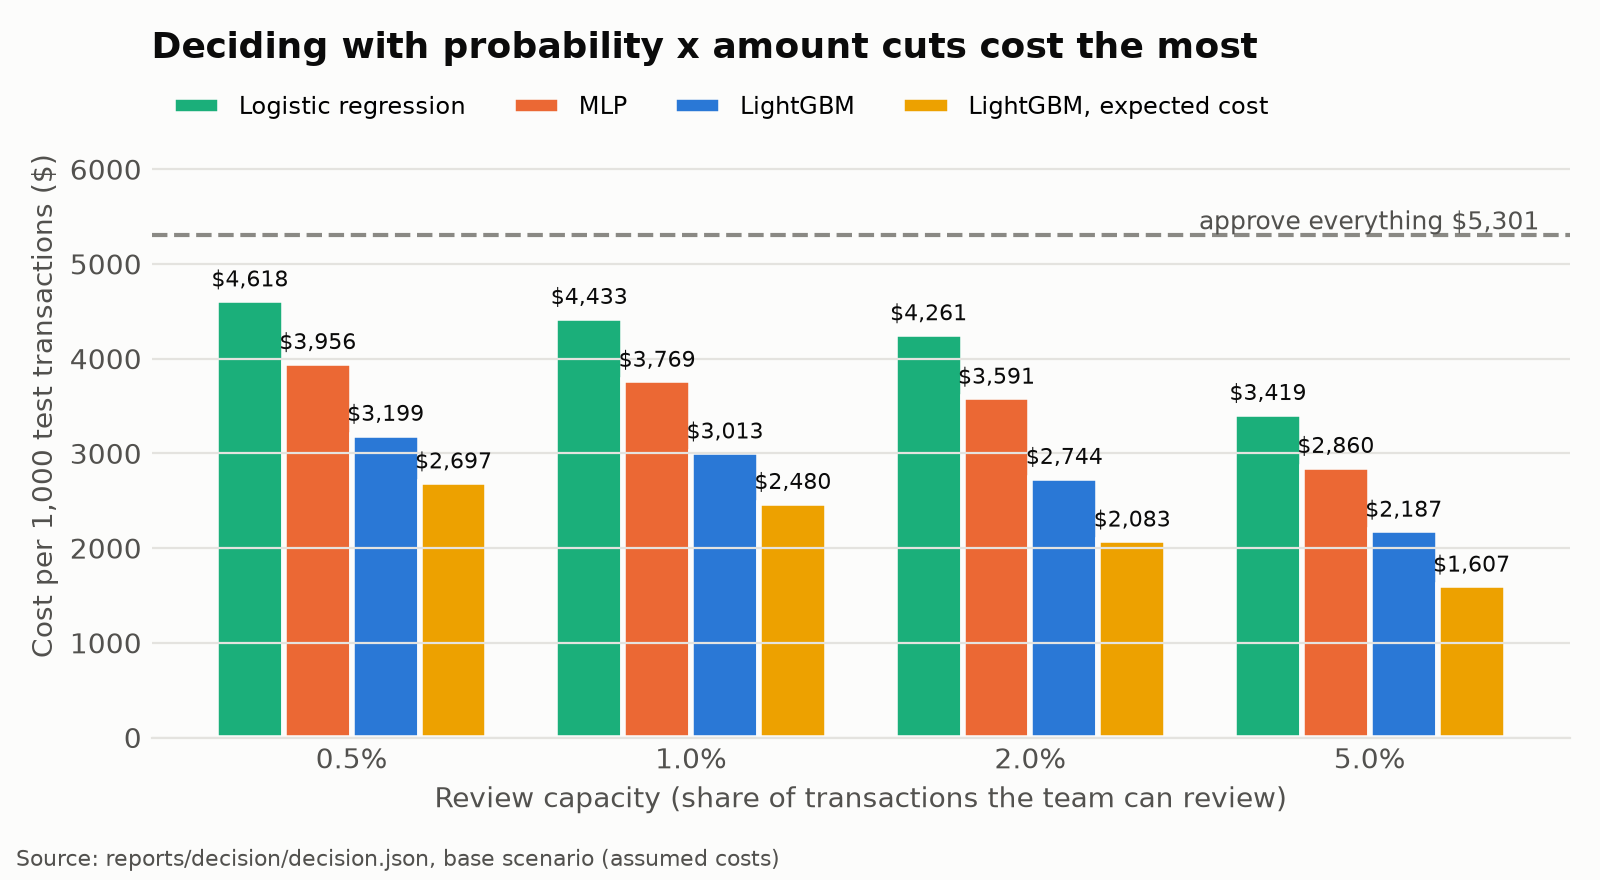 Deciding with probability x amount cuts cost the most
Logistic regression MLP LightGBM LightGBM, expected cost
Cost per 1,000 test transactions ($)
6000
approve everything $5,301
5000
4000
3000
2000
1000
0
$4,618 $3,956 $3,199 $2,697
$4,433 $3,769 $3,013 $2,480
$4,261 $3,591 $2,744 $2,083
$3,419 $2,860 $2,187 $1,607
0.5% 1.0% 2.0% 5.0%
Review capacity (share of transactions the team can review)
Source: reports/decision/decision.json, base scenario (assumed costs)